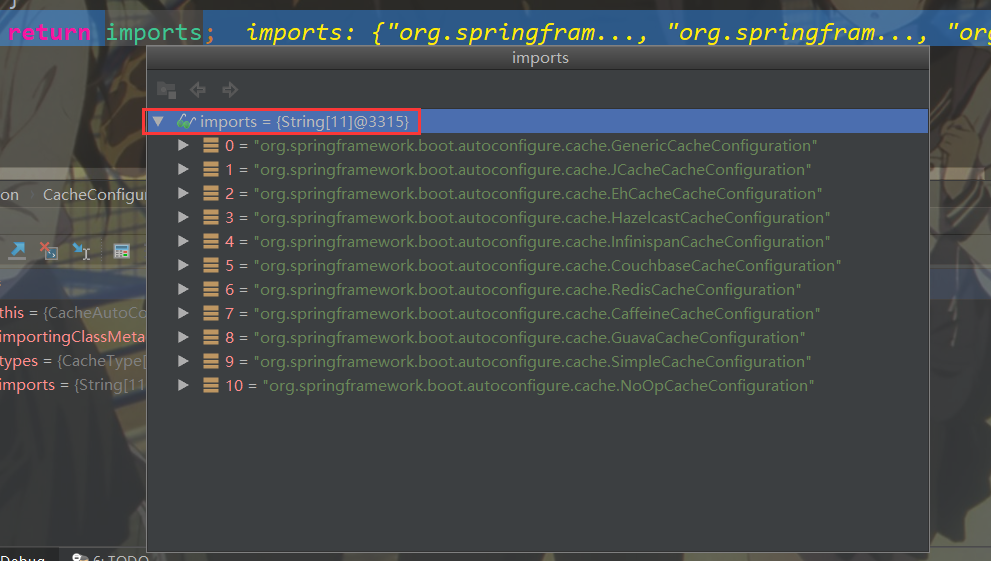 return imports; imports: {"org.springfram..., "org.springfram..., "org
imports
imports = {String[11]@3315}
0 = "org.springframework.boot.autoconfigure.cache.GenericCacheConfiguration"
1 = "org.springframework.boot.autoconfigure.cache.JCacheCacheConfiguration"
2 = "org.springframework.boot.autoconfigure.cache.EhCacheCacheConfiguration"
on CacheConfigu
3 = "org.springframework.boot.autoconfigure.cache.HazelcastCacheConfiguration"
4 = "org.springframework.boot.autoconfigure.cache.InfinispanCacheConfiguration"
5 = "org.springframework.boot.autoconfigure.cache.CouchbaseCacheConfiguration"
6 = "org.springframework.boot.autoconfigure.cache.RedisCacheConfiguration"
this = {CacheAutoCo
7 = "org.springframework.boot.autoconfigure.cache.CaffeineCacheConfiguration"
importingClassMeta
8 = "org.springframework.boot.autoconfigure.cache.GuavaCacheConfiguration"
types = {CacheType[
9 = "org.springframework.boot.autoconfigure.cache.SimpleCacheConfiguration"
imports = {String[11
10 = "org.springframework.boot.autoconfigure.cache.NoOpCacheConfiguration"
Debug 6: TODO